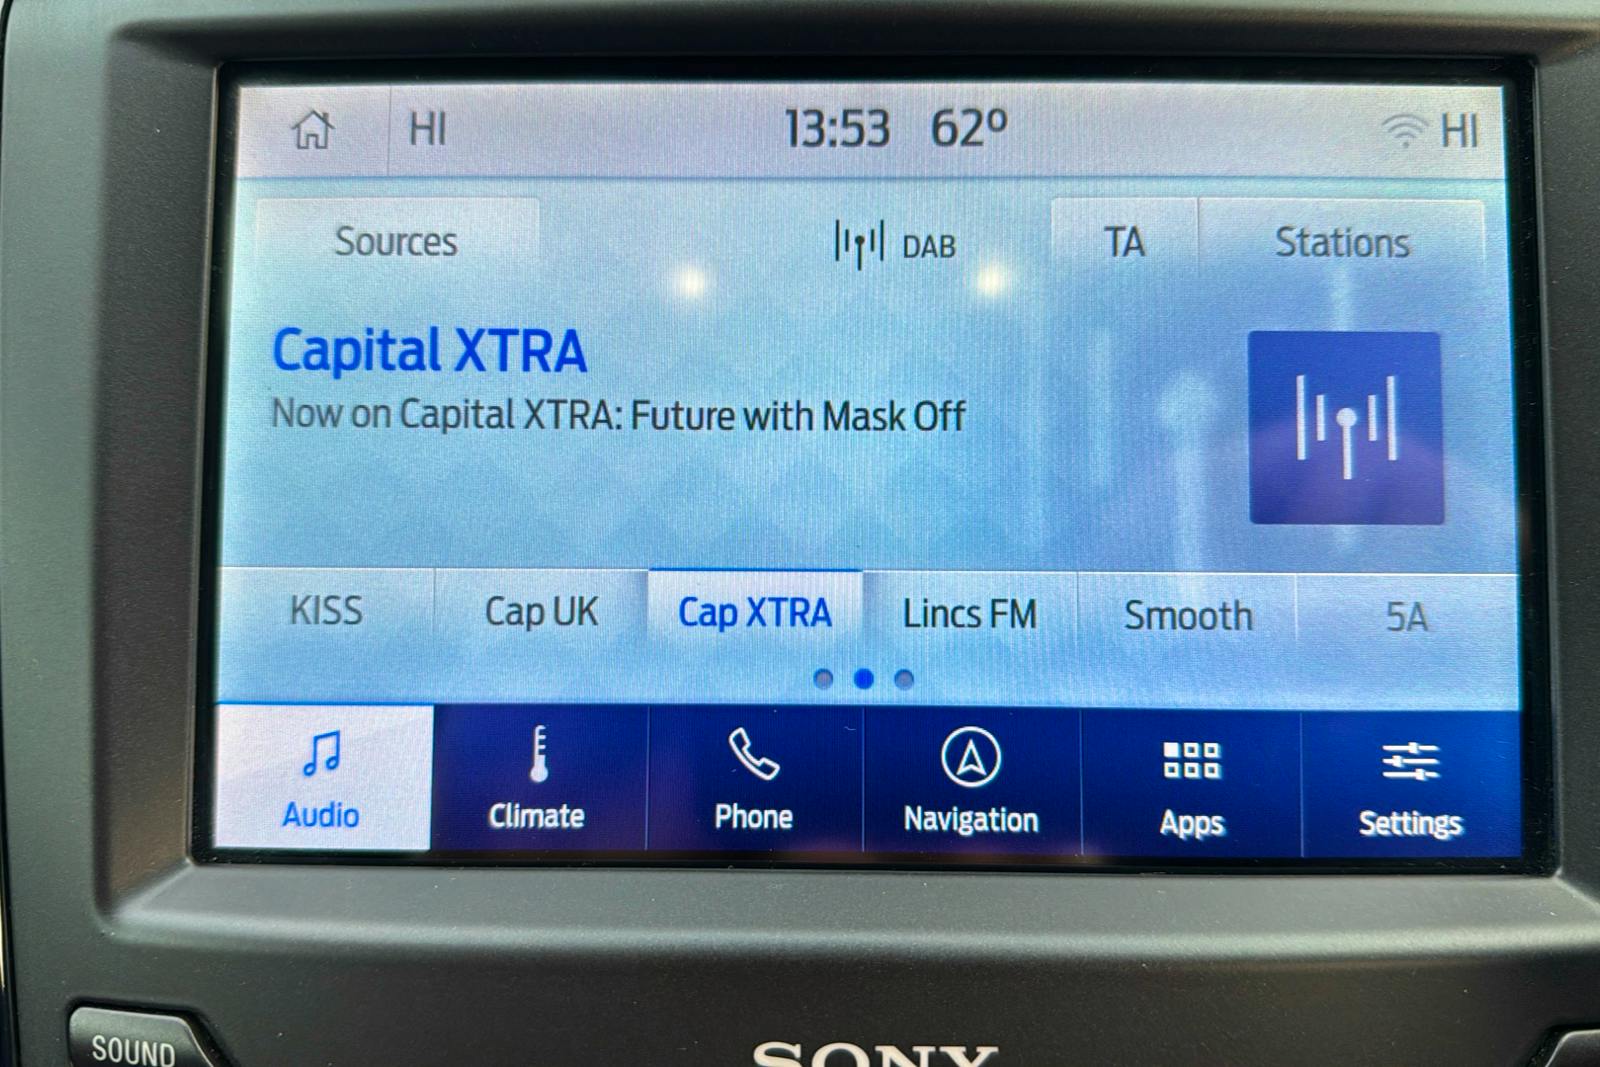 HI 13:53 62º HI
Sources DAB TA Stations
Capital XTRA
Now on Capital XTRA: Future with Mask Off
KISS Cap UK Cap XTRA Lincs FM Smooth 5A
Audio Climate Phone Navigation Apps Settings
SOUND SONY